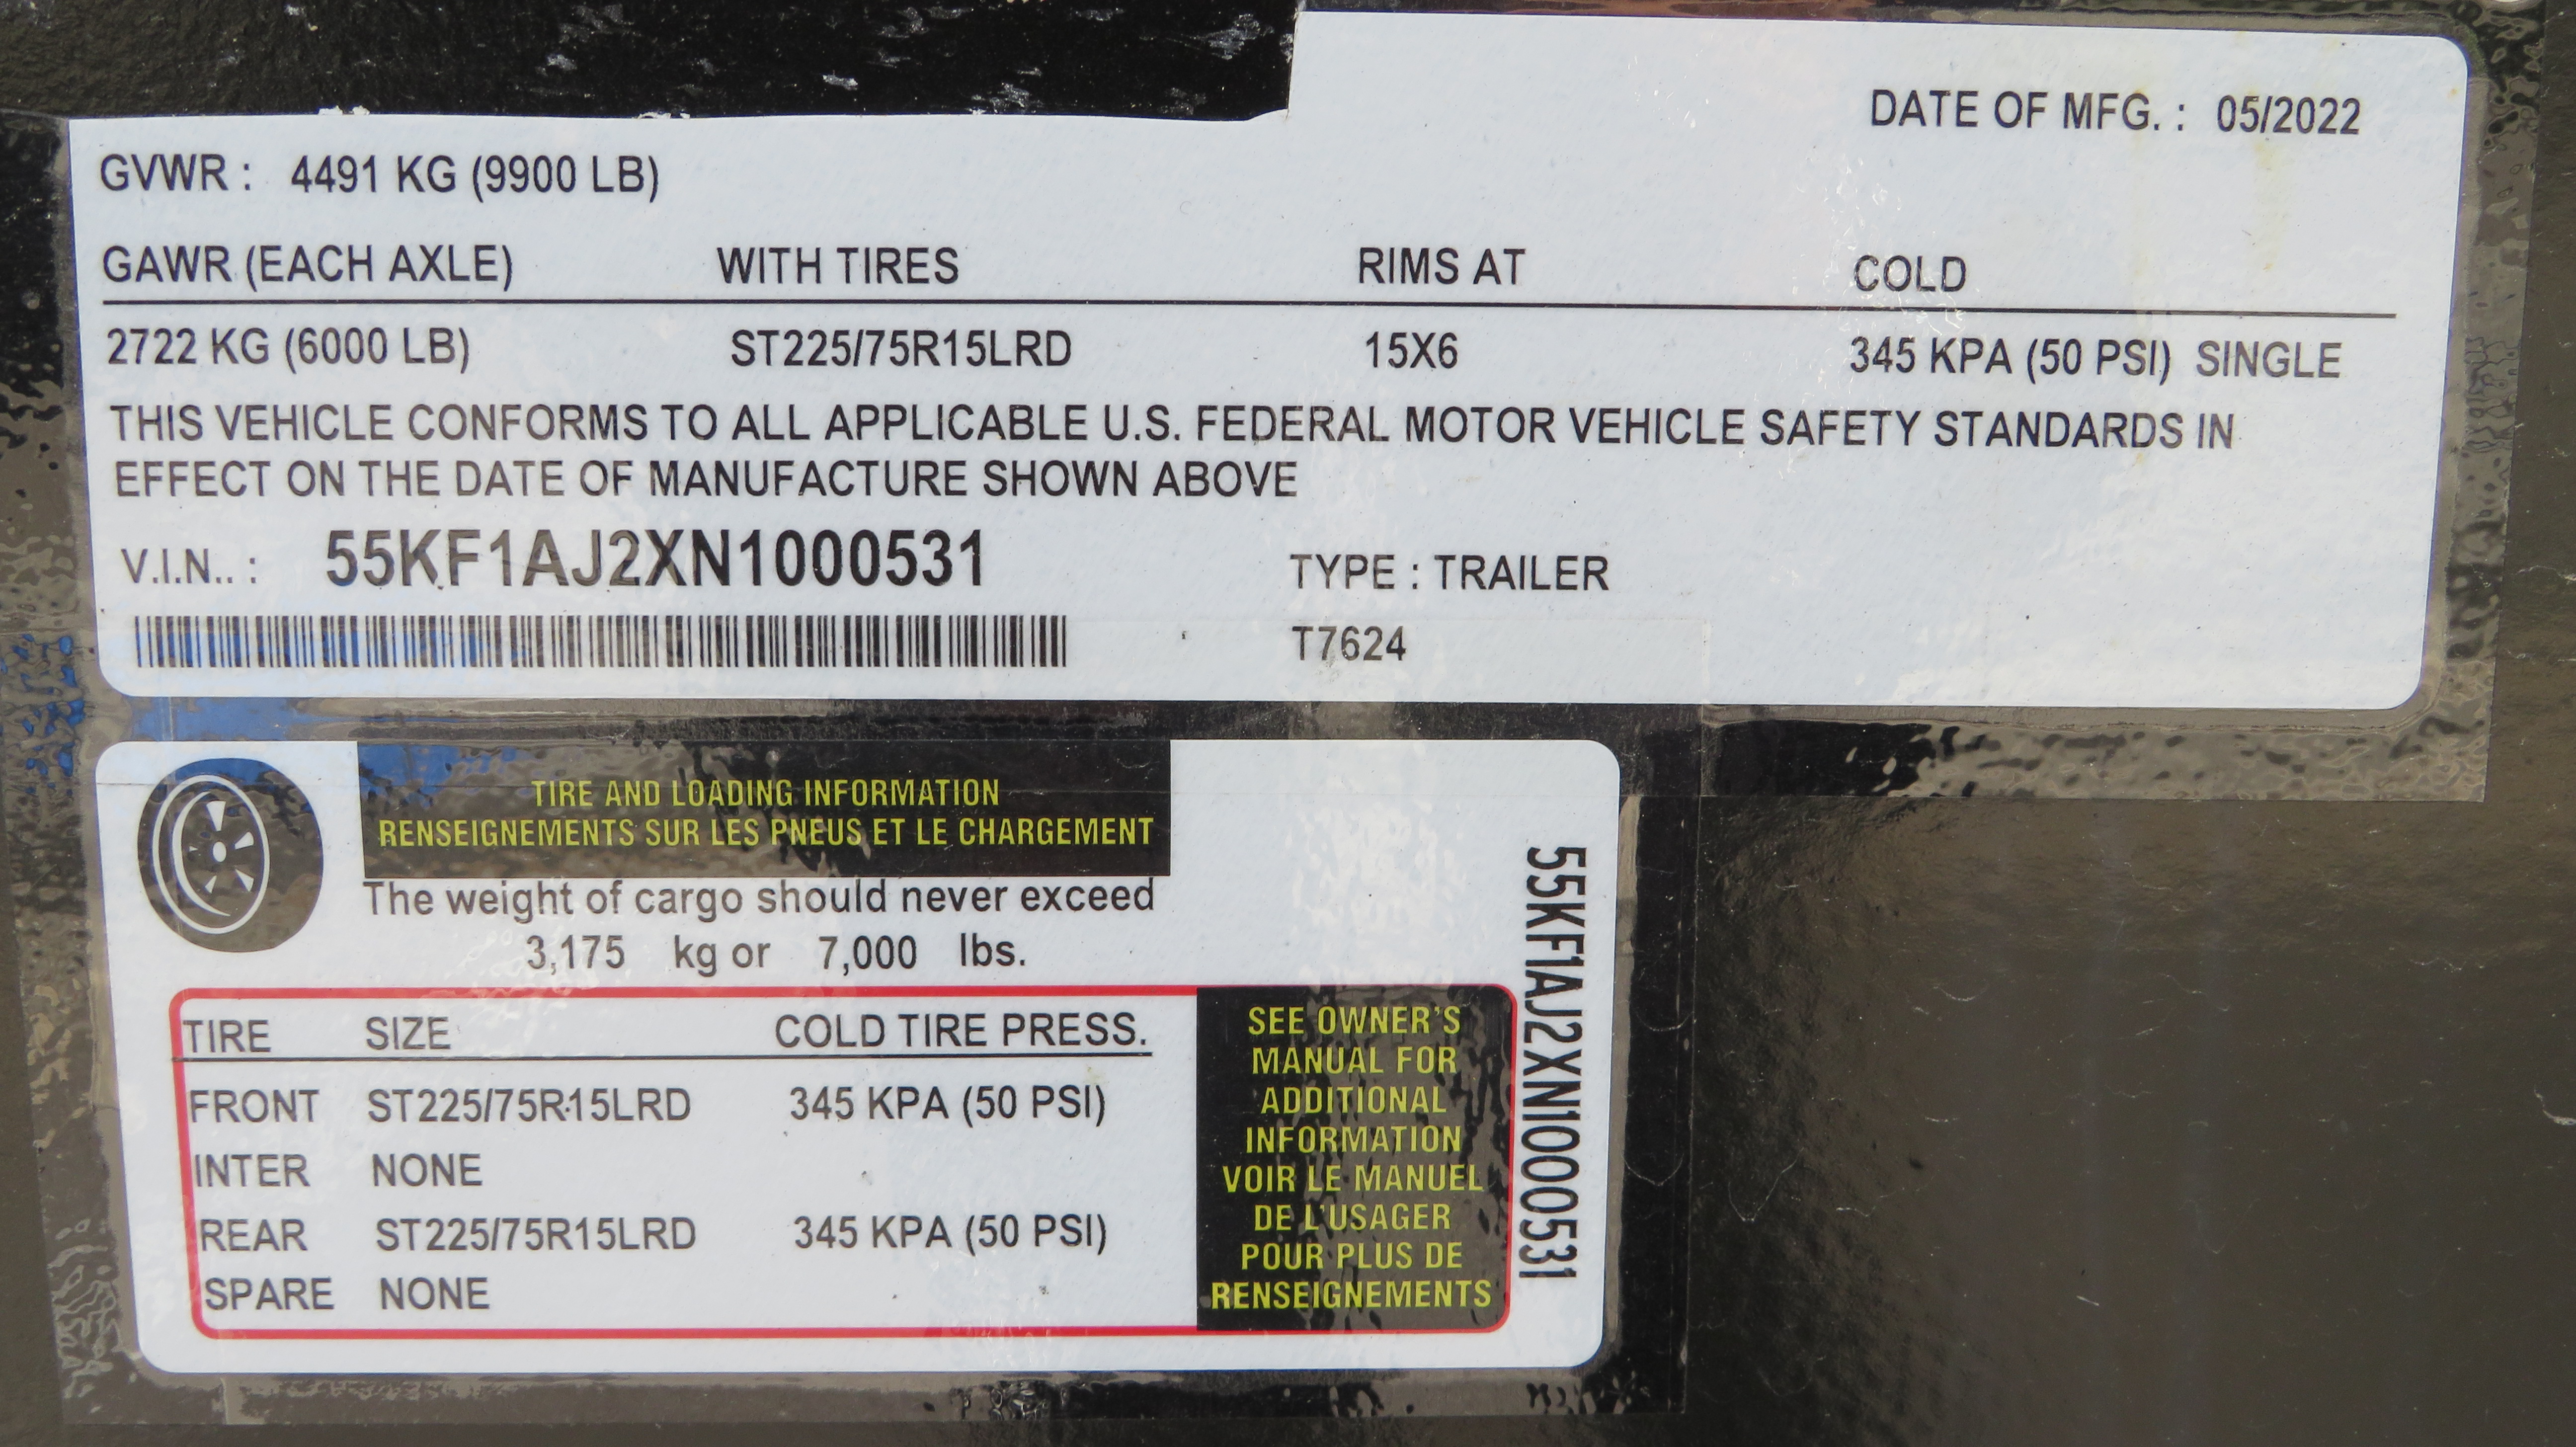 DATE OF MFG. : 05/2022
GVWR : 4491 KG (9900 LB)
GAWR (EACH AXLE) WITH TIRES RIMS AT COLD
2722 KG (6000 LB) ST225/75R15LRD 15X6 345 KPA (50 PSI) SINGLE
THIS VEHICLE CONFORMS TO ALL APPLICABLE U.S. FEDERAL MOTOR VEHICLE SAFETY STANDARDS IN
EFFECT ON THE DATE OF MANUFACTURE SHOWN ABOVE
V.I.N.. : 55KF1AJ2XN1000531 TYPE : TRAILER
T7624
TIRE AND LOADING INFORMATION
RENSEIGNEMENTS SUR LES PNEUS ET LE CHARGEMENT
The weight of cargo should never exceed
3,175 kg or 7,000 lbs.
TIRE SIZE COLD TIRE PRESS.
FRONT ST225/75R15LRD 345 KPA (50 PSI)
INTER NONE
REAR ST225/75R15LRD 345 KPA (50 PSI)
SPARE NONE
SEE OWNER'S
MANUAL FOR
ADDITIONAL
INFORMATION
VOIR LE MANUEL
DE L'USAGER
POUR PLUS DE
RENSEIGNEMENTS
55KF1AJ2XN1000531